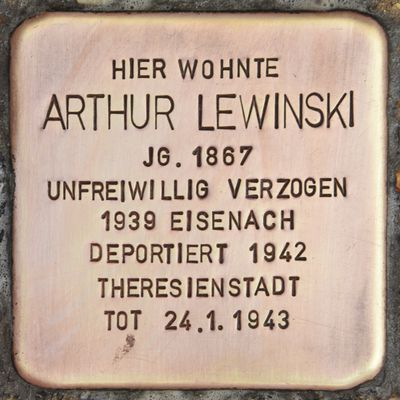 HIER WOHNTE
ARTHUR LEWINSKI
JG. 1867
UNFREIWILLIG VERZOGEN
1939 EISENACH
DEPORTIERT 1942
THERESIENSTADT
TOT 24.1.1943